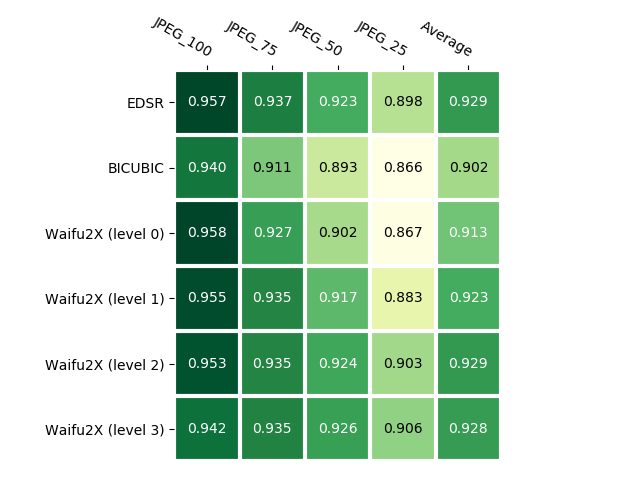 JPEG_100 JPEG_75 JPEG_50 JPEG_25 Average
EDSR 0.957 0.937 0.923 0.898 0.929
BICUBIC 0.940 0.911 0.893 0.866 0.902
Waifu2X (level 0) 0.958 0.927 0.902 0.867 0.913
Waifu2X (level 1) 0.955 0.935 0.917 0.883 0.923
Waifu2X (level 2) 0.953 0.935 0.924 0.903 0.929
Waifu2X (level 3) 0.942 0.935 0.926 0.906 0.928